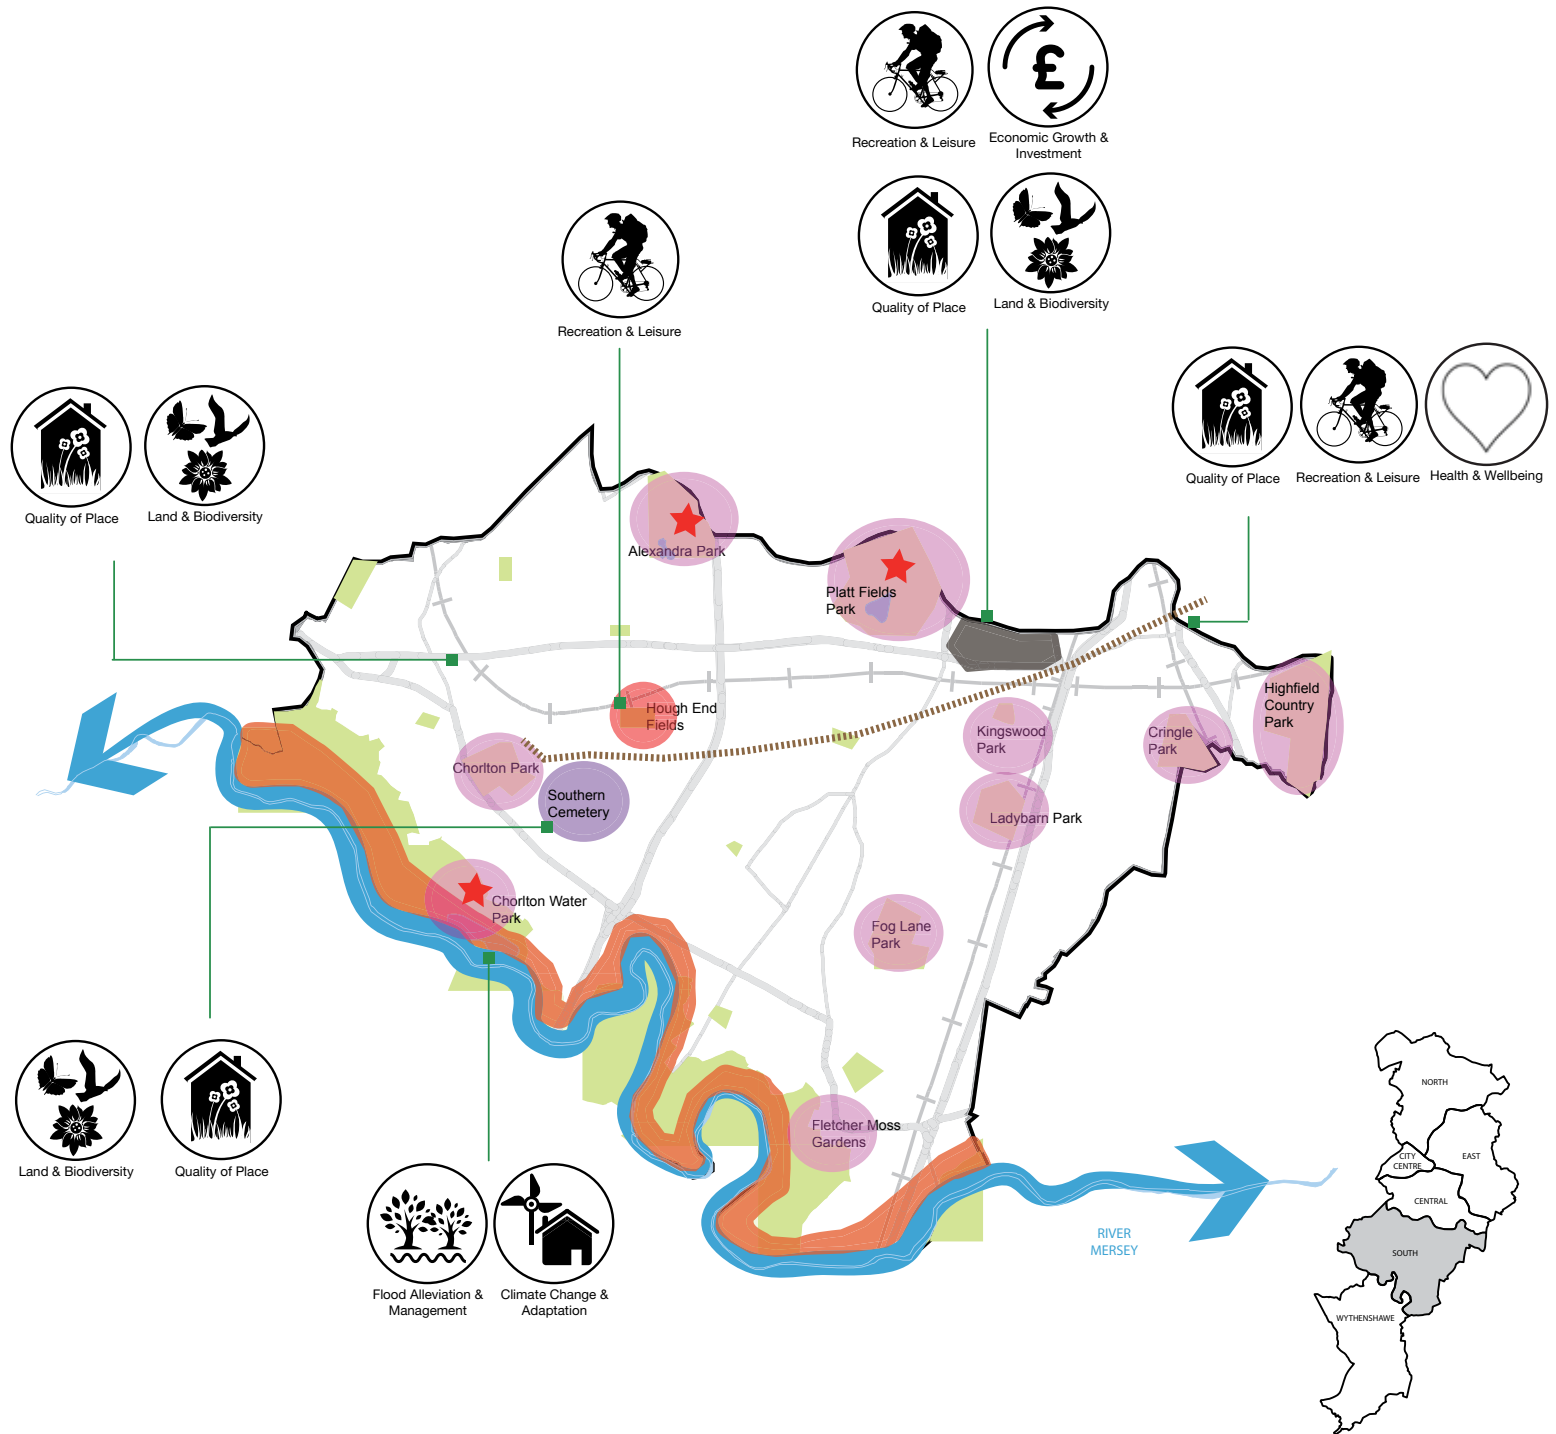 Recreation & Leisure
Economic Growth &
Investment
Quality of Place
Land & Biodiversity
Recreation & Leisure
Quality of Place
Recreation & Leisure
Health & Wellbeing
Quality of Place
Land & Biodiversity
Alexandra Park
Platt Fields
Park
Highfield
Country
Park
Hough End
Fields
Kingswood
Park
Cringle
Park
Chorlton Park
Southern
Cemetery
Ladybarn Park
Chorlton Water
Park
Fog Lane
Park
Fletcher Moss
Gardens
Land & Biodiversity
Quality of Place
Flood Alleviation &
Management
Climate Change &
Adaptation
RIVER
MERSEY
NORTH
CITY
CENTRE
EAST
CENTRAL
SOUTH
WYTHENSHAWE
£